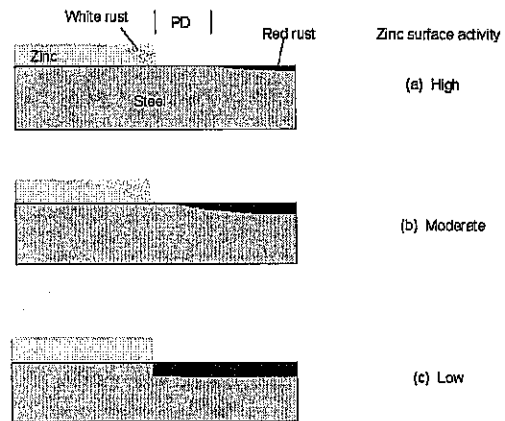 White rust
PD
Red rust
Zinc surface activity
Zinc
(a) High
Steel
(b) Moderate
(c) Low